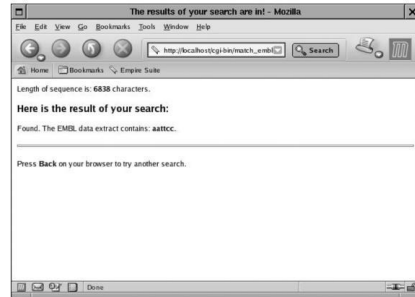 The results of your search are in! - Mozilla
File Edit View Go Bookmarks Tools Window Help
http://localhost/cgi-bin/match_embl
Search
Home Bookmarks Empire Suite
Length of sequence is: 6838 characters.
Here is the result of your search:
Found. The EMBL data extract contains: aattcc.
Press Back on your browser to try another search.
Done